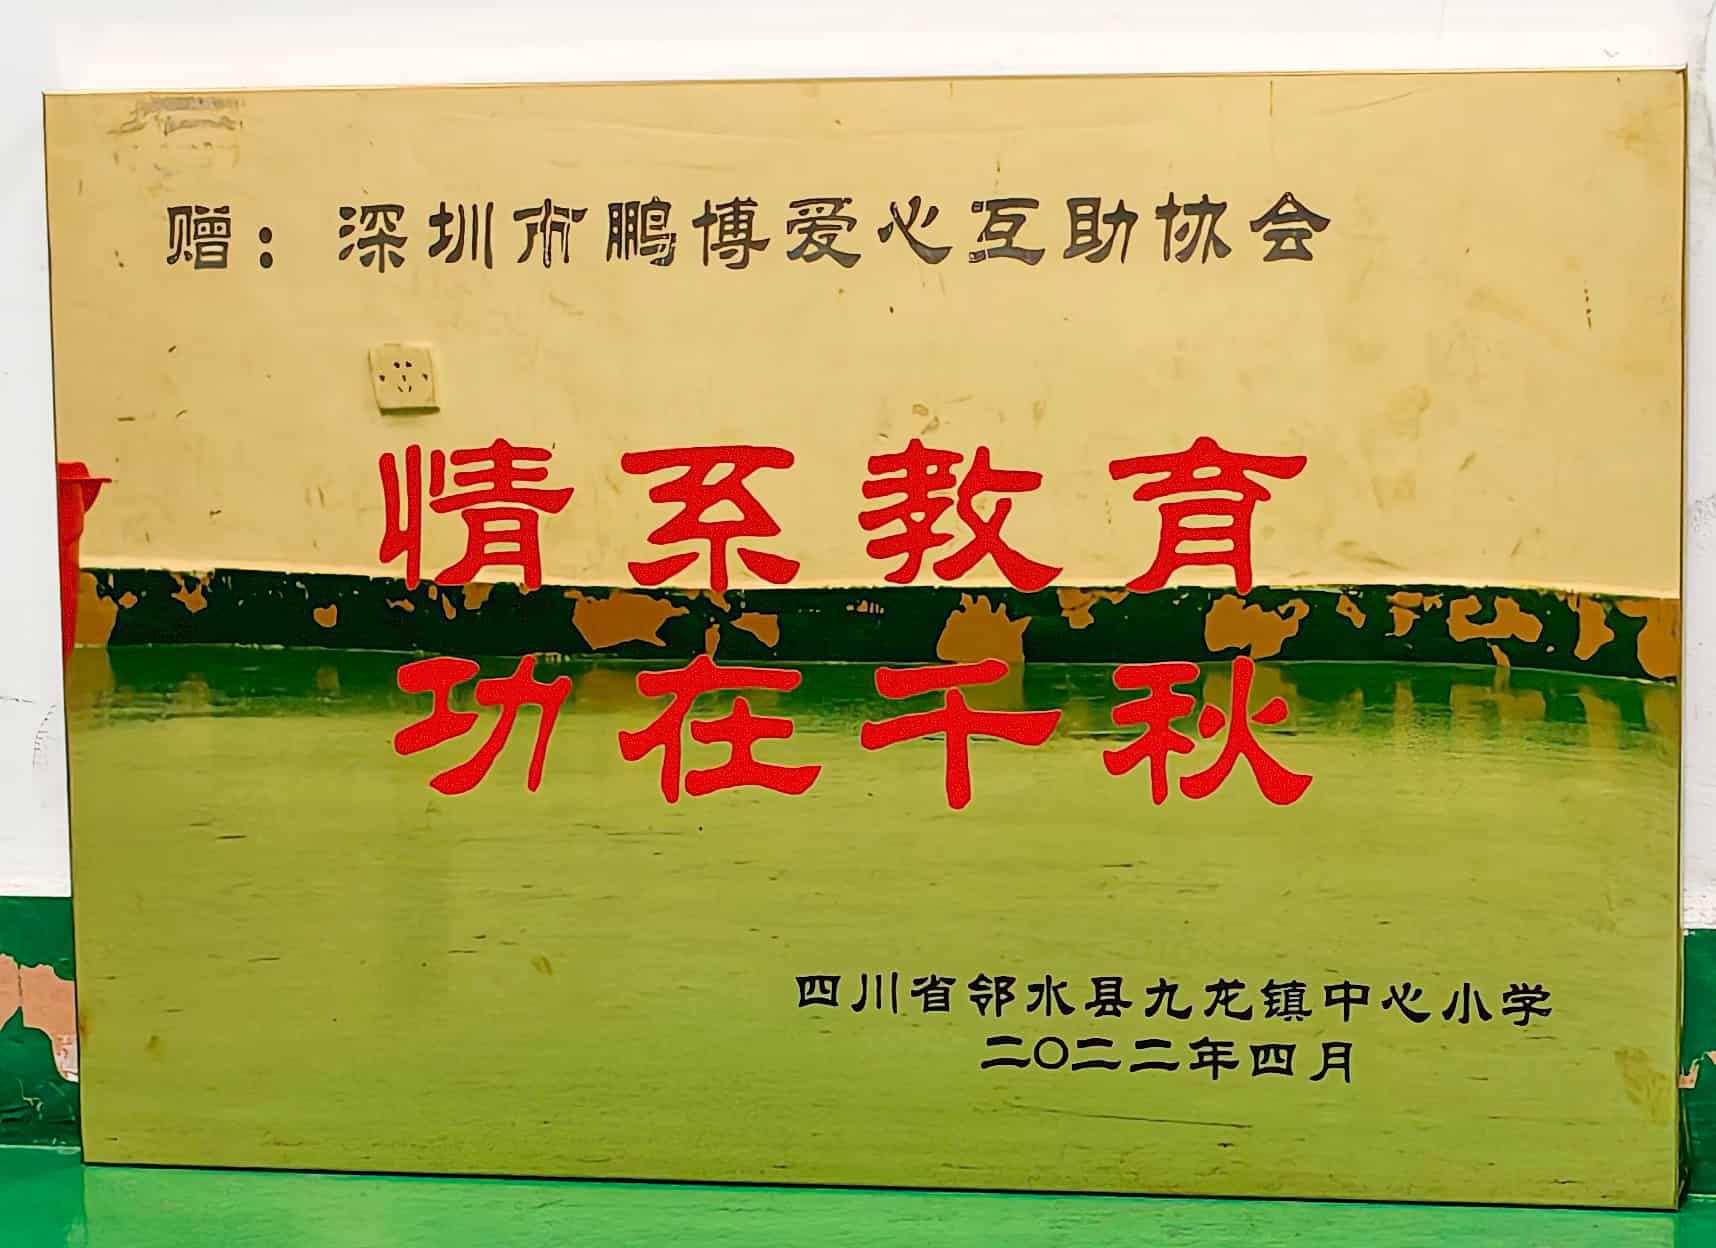 赠：深圳市鹏博爱心互助协会
情系教育
功在千秋
四川省邻水县九龙镇中心小学
二〇二二年四月